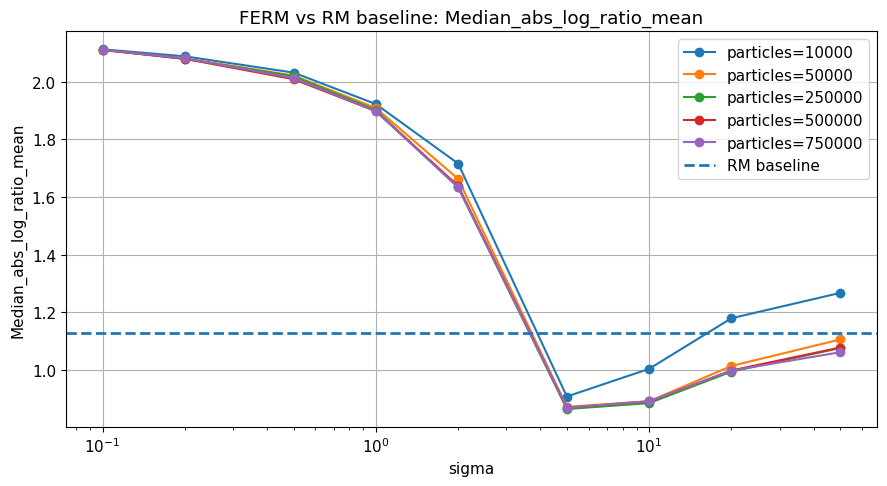 FERM vs RM baseline: Median_abs_log_ratio_mean
Median_abs_log_ratio_mean
2.0
1.8
1.6
1.4
1.2
1.0
particles=10000
particles=50000
particles=250000
particles=500000
particles=750000
RM baseline
10⁻¹
10⁰
10¹
sigma